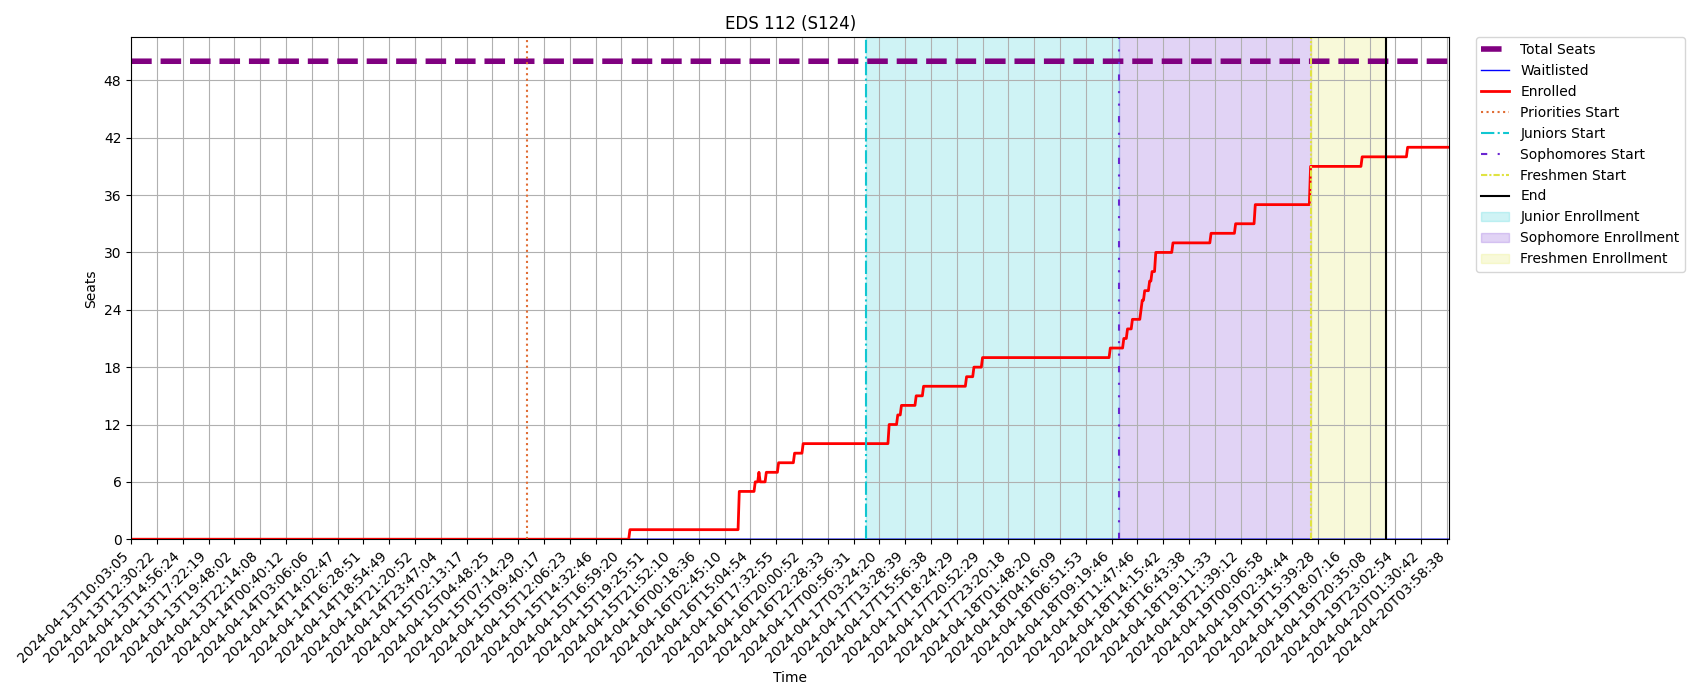 EDS 112 (S124)
Total Seats
Waitlisted
Enrolled
Priorities Start
Juniors Start
Sophomores Start
Freshmen Start
End
Junior Enrollment
Sophomore Enrollment
Freshmen Enrollment
Seats
48
42
36
30
24
18
12
6
0
2024-04-13T10:03:05
2024-04-13T12:30:22
2024-04-13T14:56:24
2024-04-13T17:22:19
2024-04-13T19:48:02
2024-04-13T22:14:08
2024-04-14T00:40:12
2024-04-14T03:06:06
2024-04-14T14:02:47
2024-04-14T16:28:51
2024-04-14T18:54:49
2024-04-14T21:20:52
2024-04-14T23:47:04
2024-04-15T02:13:17
2024-04-15T04:48:25
2024-04-15T07:14:29
2024-04-15T09:40:17
2024-04-15T12:06:23
2024-04-15T14:32:46
2024-04-15T16:59:20
2024-04-15T19:25:51
2024-04-15T21:52:10
2024-04-16T00:18:36
2024-04-16T02:45:10
2024-04-16T15:04:54
2024-04-16T17:32:55
2024-04-16T20:00:52
2024-04-16T22:28:33
2024-04-17T00:56:31
2024-04-17T03:24:20
2024-04-17T13:28:39
2024-04-17T15:56:38
2024-04-17T18:24:29
2024-04-17T20:52:29
2024-04-17T23:20:18
2024-04-18T01:48:20
2024-04-18T04:16:09
2024-04-18T06:51:53
2024-04-18T09:19:46
2024-04-18T11:47:46
2024-04-18T14:15:42
2024-04-18T16:43:38
2024-04-18T19:11:33
2024-04-18T21:39:12
2024-04-19T00:06:58
2024-04-19T02:34:44
2024-04-19T15:39:28
2024-04-19T18:07:16
2024-04-19T20:35:08
2024-04-19T23:02:54
2024-04-20T01:30:42
2024-04-20T03:58:38
Time